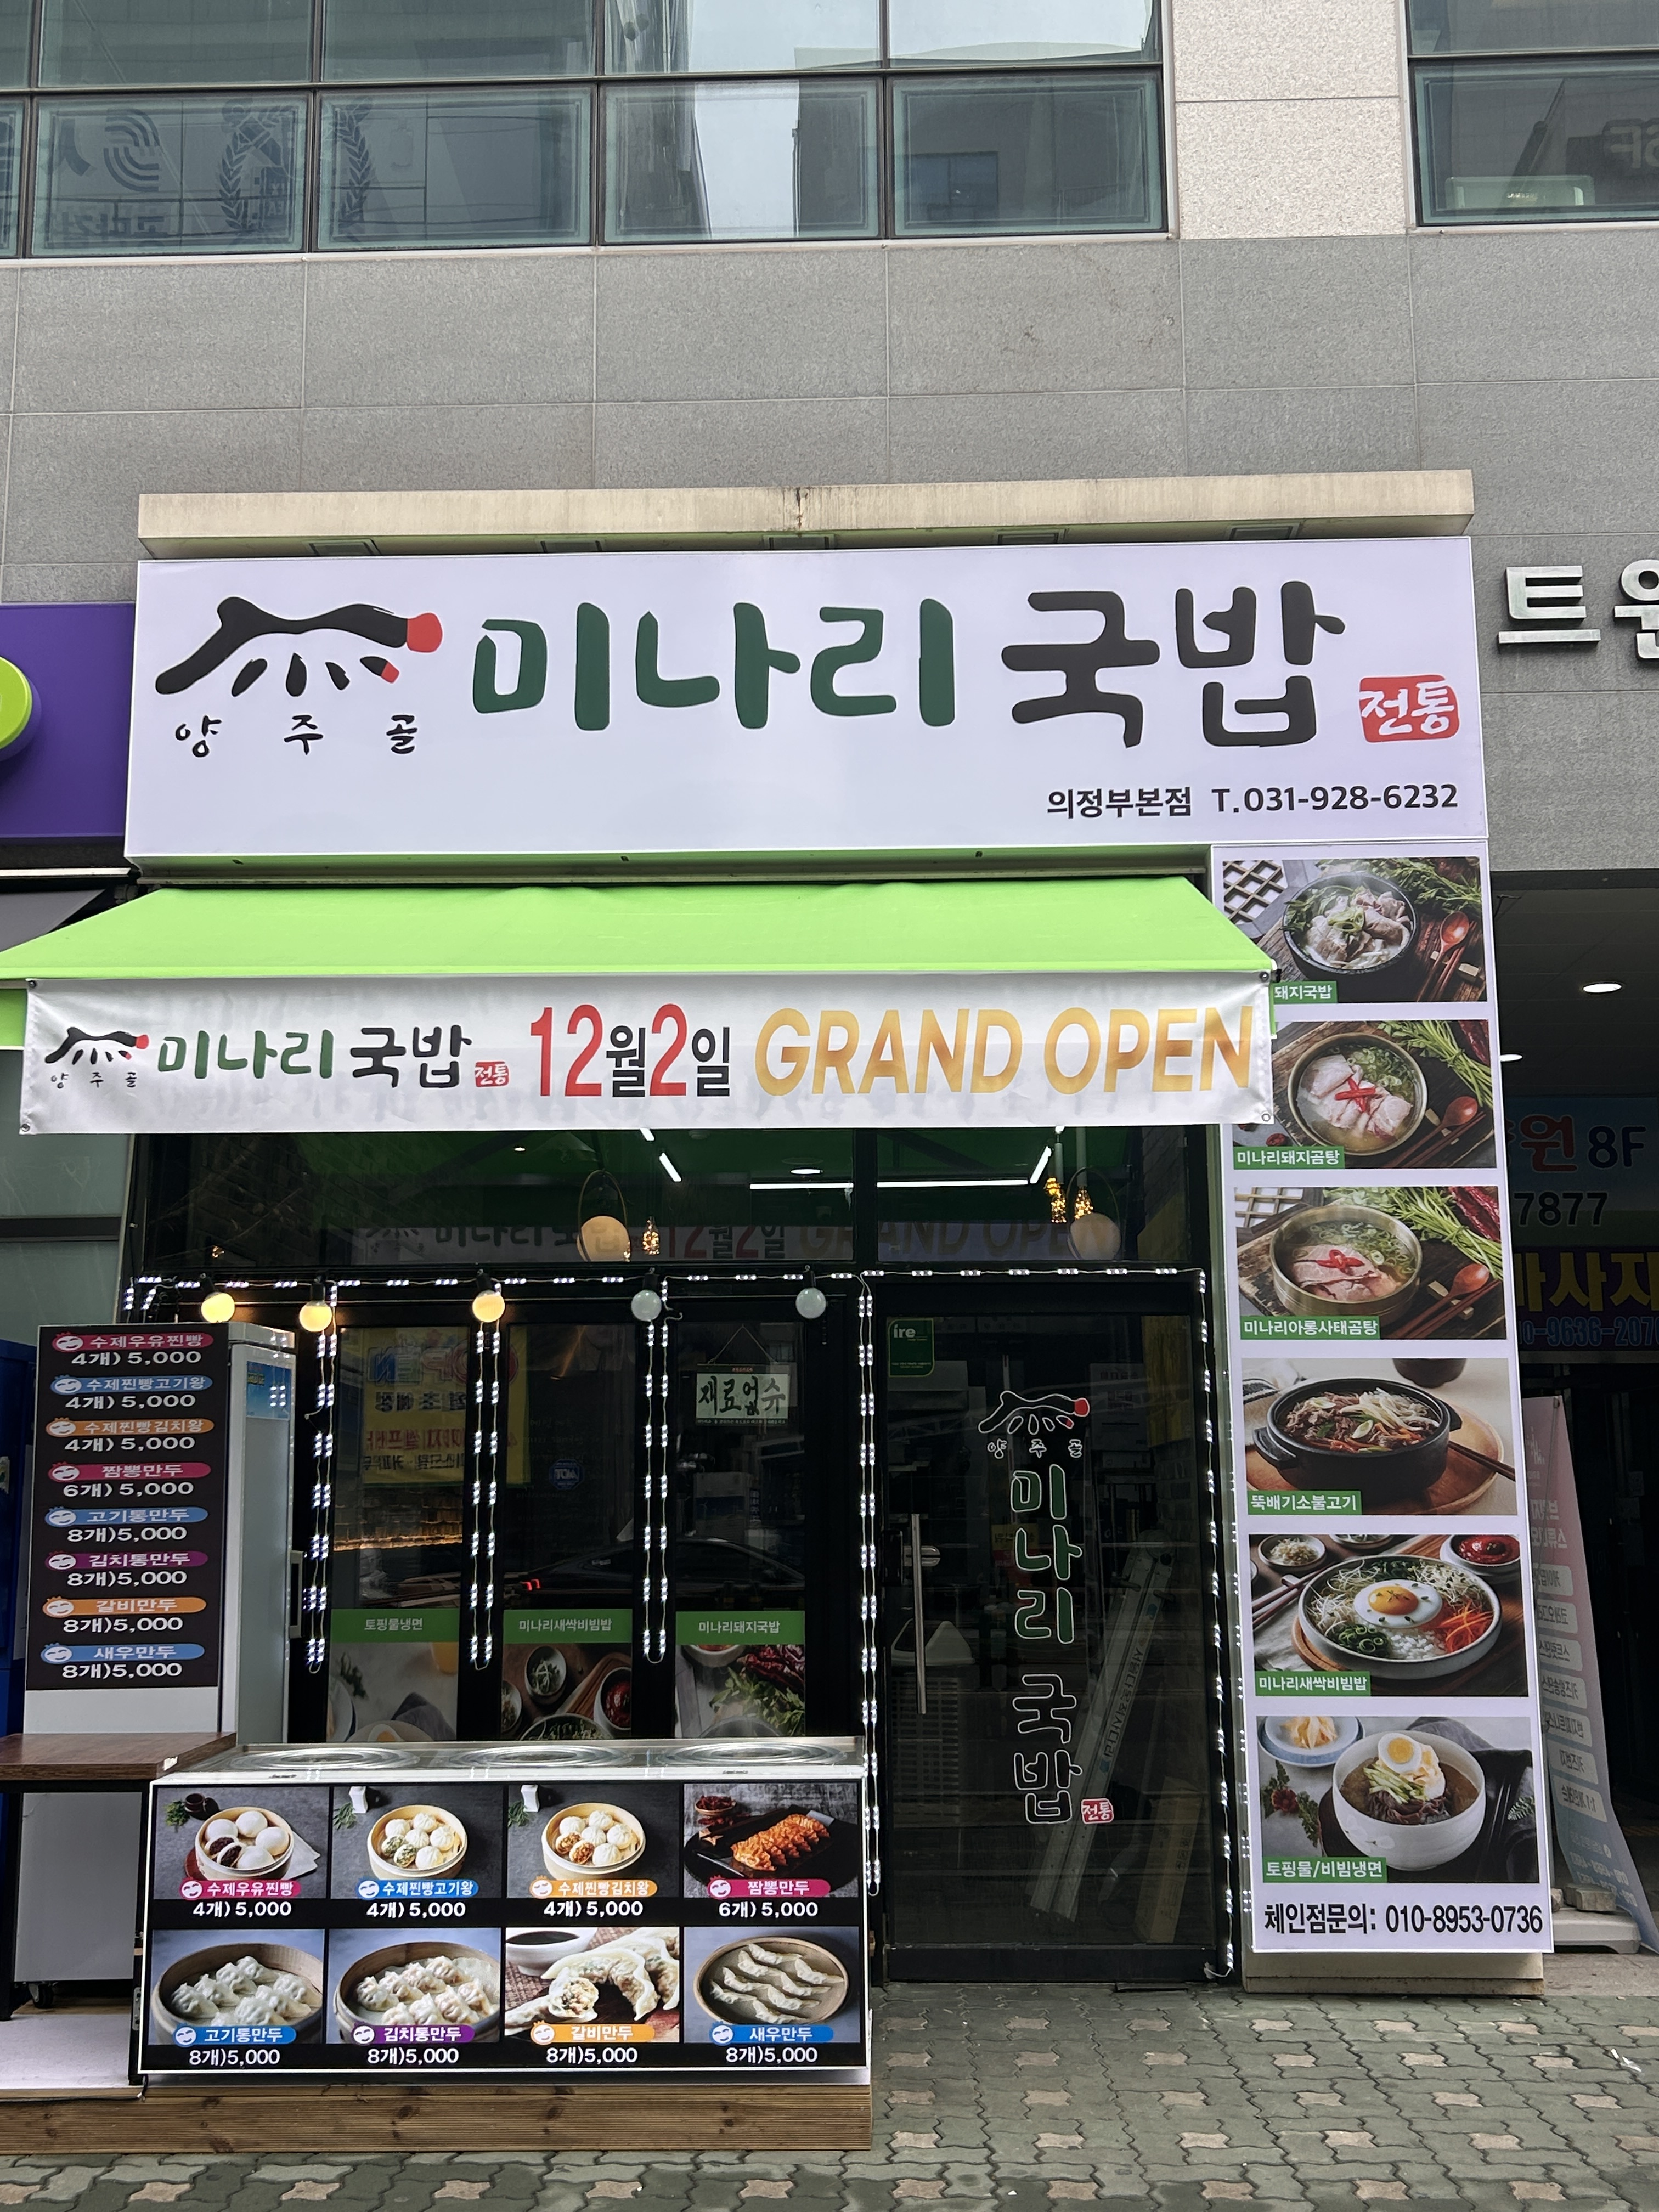 양주골
미나리 국밥 전통
의정부본점 T.031-928-6232
트원
양주골 미나리 국밥 전통 12월2일 GRAND OPEN
돼지국밥
미나리돼지곰탕
미나리아롱사태곰탕
뚝배기소불고기
미나리새싹비빔밥
토핑물/비빔냉면
체인점문의: 010-8953-0736
원 8F
7877
마사지
수제우유찐빵
4개) 5,000
수제찐빵고기왕
4개) 5,000
수제찐빵김치왕
4개) 5,000
짬뽕만두
6개) 5,000
고기통만두
8개)5,000
김치통만두
8개)5,000
갈비만두
8개)5,000
새우만두
8개)5,000
토핑물냉면
미나리새싹비빔밥
미나리돼지국밥
양주골
미나리 국밥 전통
수제우유찐빵
4개) 5,000
수제찐빵고기왕
4개) 5,000
수제찐빵김치왕
4개) 5,000
짬뽕만두
6개) 5,000
고기통만두
8개)5,000
김치통만두
8개)5,000
갈비만두
8개)5,000
새우만두
8개)5,000